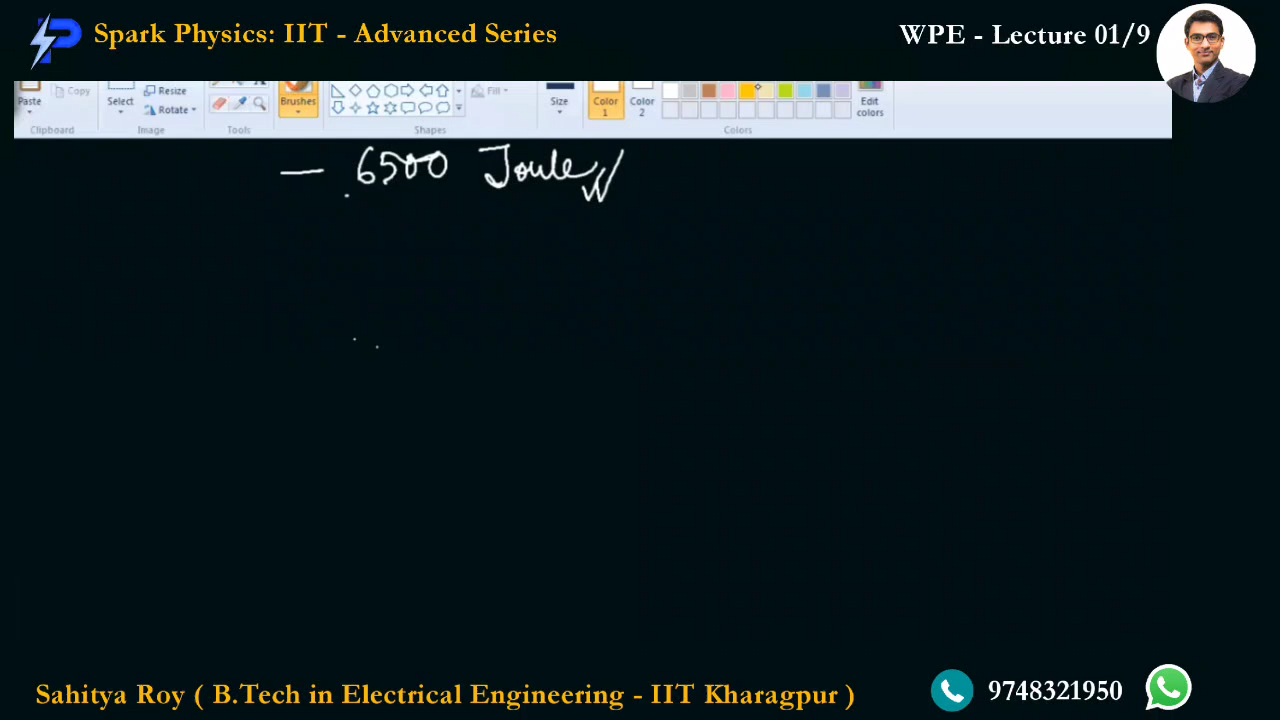 Spark Physics: IIT - Advanced Series
WPE - Lecture 01/9
Paste
Copy
Select
Resize
Rotate
Brushes
Fill
Size
Color 1
Color 2
Edit colors
Clipboard
Image
Tools
Shapes
Colors
— 6500 Joule
Sahitya Roy ( B.Tech in Electrical Engineering - IIT Kharagpur )
9748321950